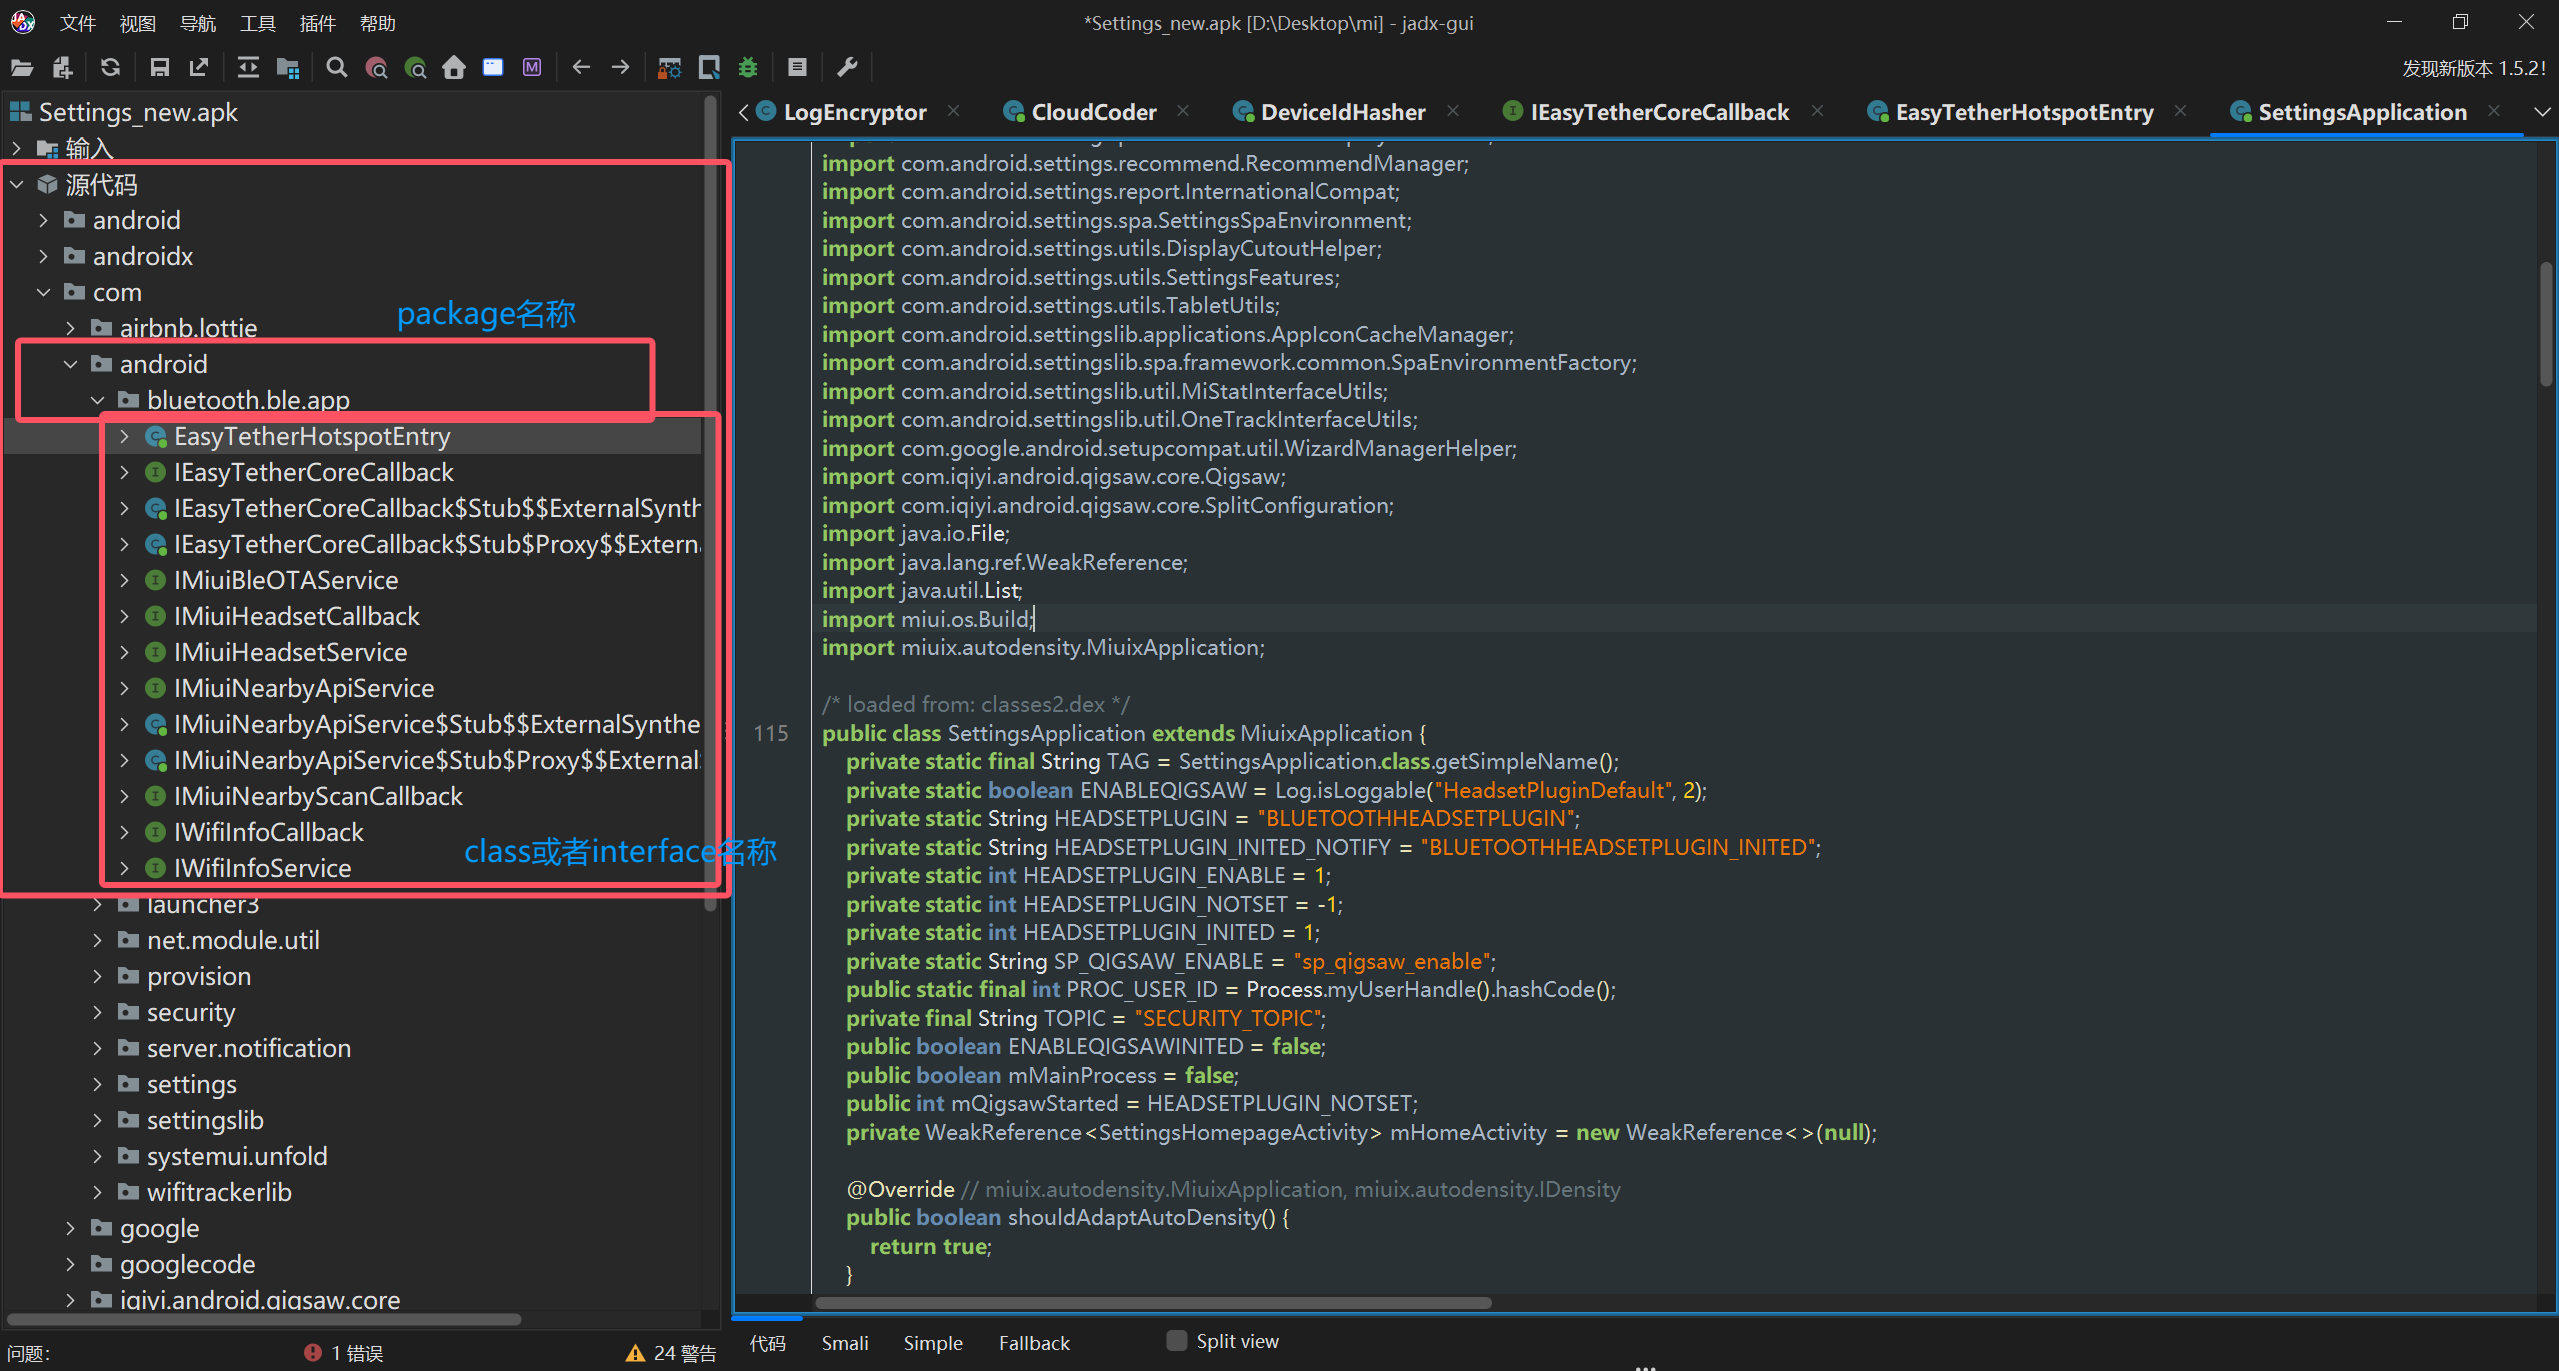 文件 视图 导航 工具 插件 帮助
*Settings_new.apk [D:\Desktop\mi] - jadx-gui
发现新版本 1.5.2!
Settings_new.apk
输入
源代码
android
androidx
com
package名称
airbnb.lottie
android
bluetooth.ble.app
EasyTetherHotspotEntry
IEasyTetherCoreCallback
IEasyTetherCoreCallback$Stub$$ExternalSynth
IEasyTetherCoreCallback$Stub$Proxy$$Extern
IMiuiBleOTAService
IMiuiHeadsetCallback
IMiuiHeadsetService
IMiuiNearbyApiService
IMiuiNearbyApiService$Stub$$ExternalSynthe
IMiuiNearbyApiService$Stub$Proxy$$External
IMiuiNearbyScanCallback
IWifiInfoCallback
class或者interface名称
IWifiInfoService
launcher3
net.module.util
provision
security
server.notification
settings
settingslib
systemui.unfold
wifitrackerlib
google
googlecode
iqiyi.android.qigsaw.core
问题: 1 错误 24 警告
LogEncryptor CloudCoder DeviceIdHasher IEasyTetherCoreCallback EasyTetherHotspotEntry SettingsApplication
import com.android.settings.recommend.RecommendManager;
import com.android.settings.report.InternationalCompat;
import com.android.settings.spa.SettingsSpaEnvironment;
import com.android.settings.utils.DisplayCutoutHelper;
import com.android.settings.utils.SettingsFeatures;
import com.android.settings.utils.TabletUtils;
import com.android.settingslib.applications.AppIconCacheManager;
import com.android.settingslib.spa.framework.common.SpaEnvironmentFactory;
import com.android.settingslib.util.MiStatInterfaceUtils;
import com.android.settingslib.util.OneTrackInterfaceUtils;
import com.google.android.setupcompat.util.WizardManagerHelper;
import com.iqiyi.android.qigsaw.core.Qigsaw;
import com.iqiyi.android.qigsaw.core.SplitConfiguration;
import java.io.File;
import java.lang.ref.WeakReference;
import java.util.List;
import miui.os.Build;
import miuix.autodensity.MiuixApplication;
/* loaded from: classes2.dex */
115 public class SettingsApplication extends MiuixApplication {
private static final String TAG = SettingsApplication.class.getSimpleName();
private static boolean ENABLEQIGSAW = Log.isLoggable("HeadsetPluginDefault", 2);
private static String HEADSETPLUGIN = "BLUETOOTHHEADSETPLUGIN";
private static String HEADSETPLUGIN_INITED_NOTIFY = "BLUETOOTHHEADSETPLUGIN_INITED";
private static int HEADSETPLUGIN_ENABLE = 1;
private static int HEADSETPLUGIN_NOTSET = -1;
private static int HEADSETPLUGIN_INITED = 1;
private static String SP_QIGSAW_ENABLE = "sp_qigsaw_enable";
public static final int PROC_USER_ID = Process.myUserHandle().hashCode();
private final String TOPIC = "SECURITY_TOPIC";
public boolean ENABLEQIGSAWINITED = false;
public boolean mMainProcess = false;
public int mQigsawStarted = HEADSETPLUGIN_NOTSET;
private WeakReference<SettingsHomepageActivity> mHomeActivity = new WeakReference<>(null);
@Override // miuix.autodensity.MiuixApplication, miuix.autodensity.IDensity
public boolean shouldAdaptAutoDensity() {
return true;
}
代码 Smali Simple Fallback Split view